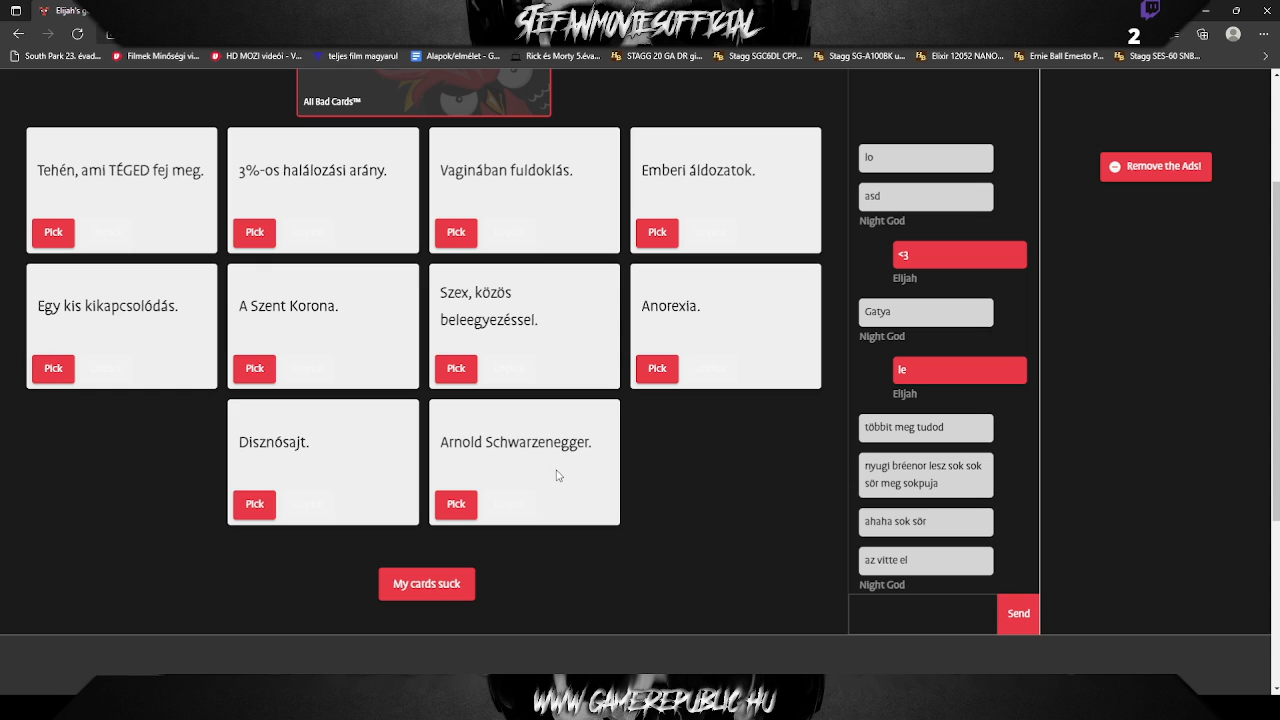 STEFANMOVIESOFFICIAL
2
Elijah's g
South Park 23. évad...
Filmek Minőségi vi...
HD MOZI videói – V...
teljes film magyarul
Alapok/elmélet - G...
Rick és Morty 5.éva...
STAGG 20 GA DR gi...
Stagg SGC6DL CPP...
Stagg SG-A100BK u...
Elixir 12052 NANO...
Ernie Ball Ernesto P...
Stagg SES-60 SNB...
All Bad Cards™
Tehén, ami TÉGED fej meg.
Pick
3%-os halálozási arány.
Pick
Vaginában fuldoklás.
Pick
Emberi áldozatok.
Pick
Egy kis kikapcsolódás.
Pick
A Szent Korona.
Pick
Szex, közös
beleegyezéssel.
Pick
Anorexia.
Pick
Disznósajt.
Pick
Arnold Schwarzenegger.
Pick
My cards suck
lo
asd
Night God
<3
Elijah
Gatya
Night God
le
Elijah
többit meg tudod
nyugi bréenor lesz sok sok
sör meg sokpuja
ahaha sok sör
az vitte el
Night God
Send
Remove the Ads!
WWW.GAMEREPUBLIC.HU